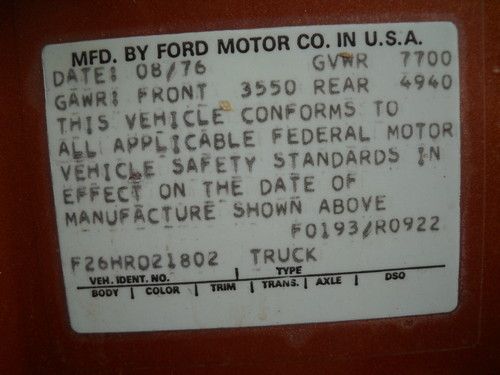 MFD. BY FORD MOTOR CO. IN U.S.A.
DATE: 08/76 GVWR 7700
GAWR: FRONT 3550 REAR 4940
THIS VEHICLE CONFORMS TO
ALL APPLICABLE FEDERAL MOTOR
VEHICLE SAFETY STANDARDS IN
EFFECT ON THE DATE OF
MANUFACTURE SHOWN ABOVE
F0193/R0922
F26HR021802 TRUCK
VEH. IDENT. NO. TYPE
BODY COLOR TRIM TRANS. AXLE DSO